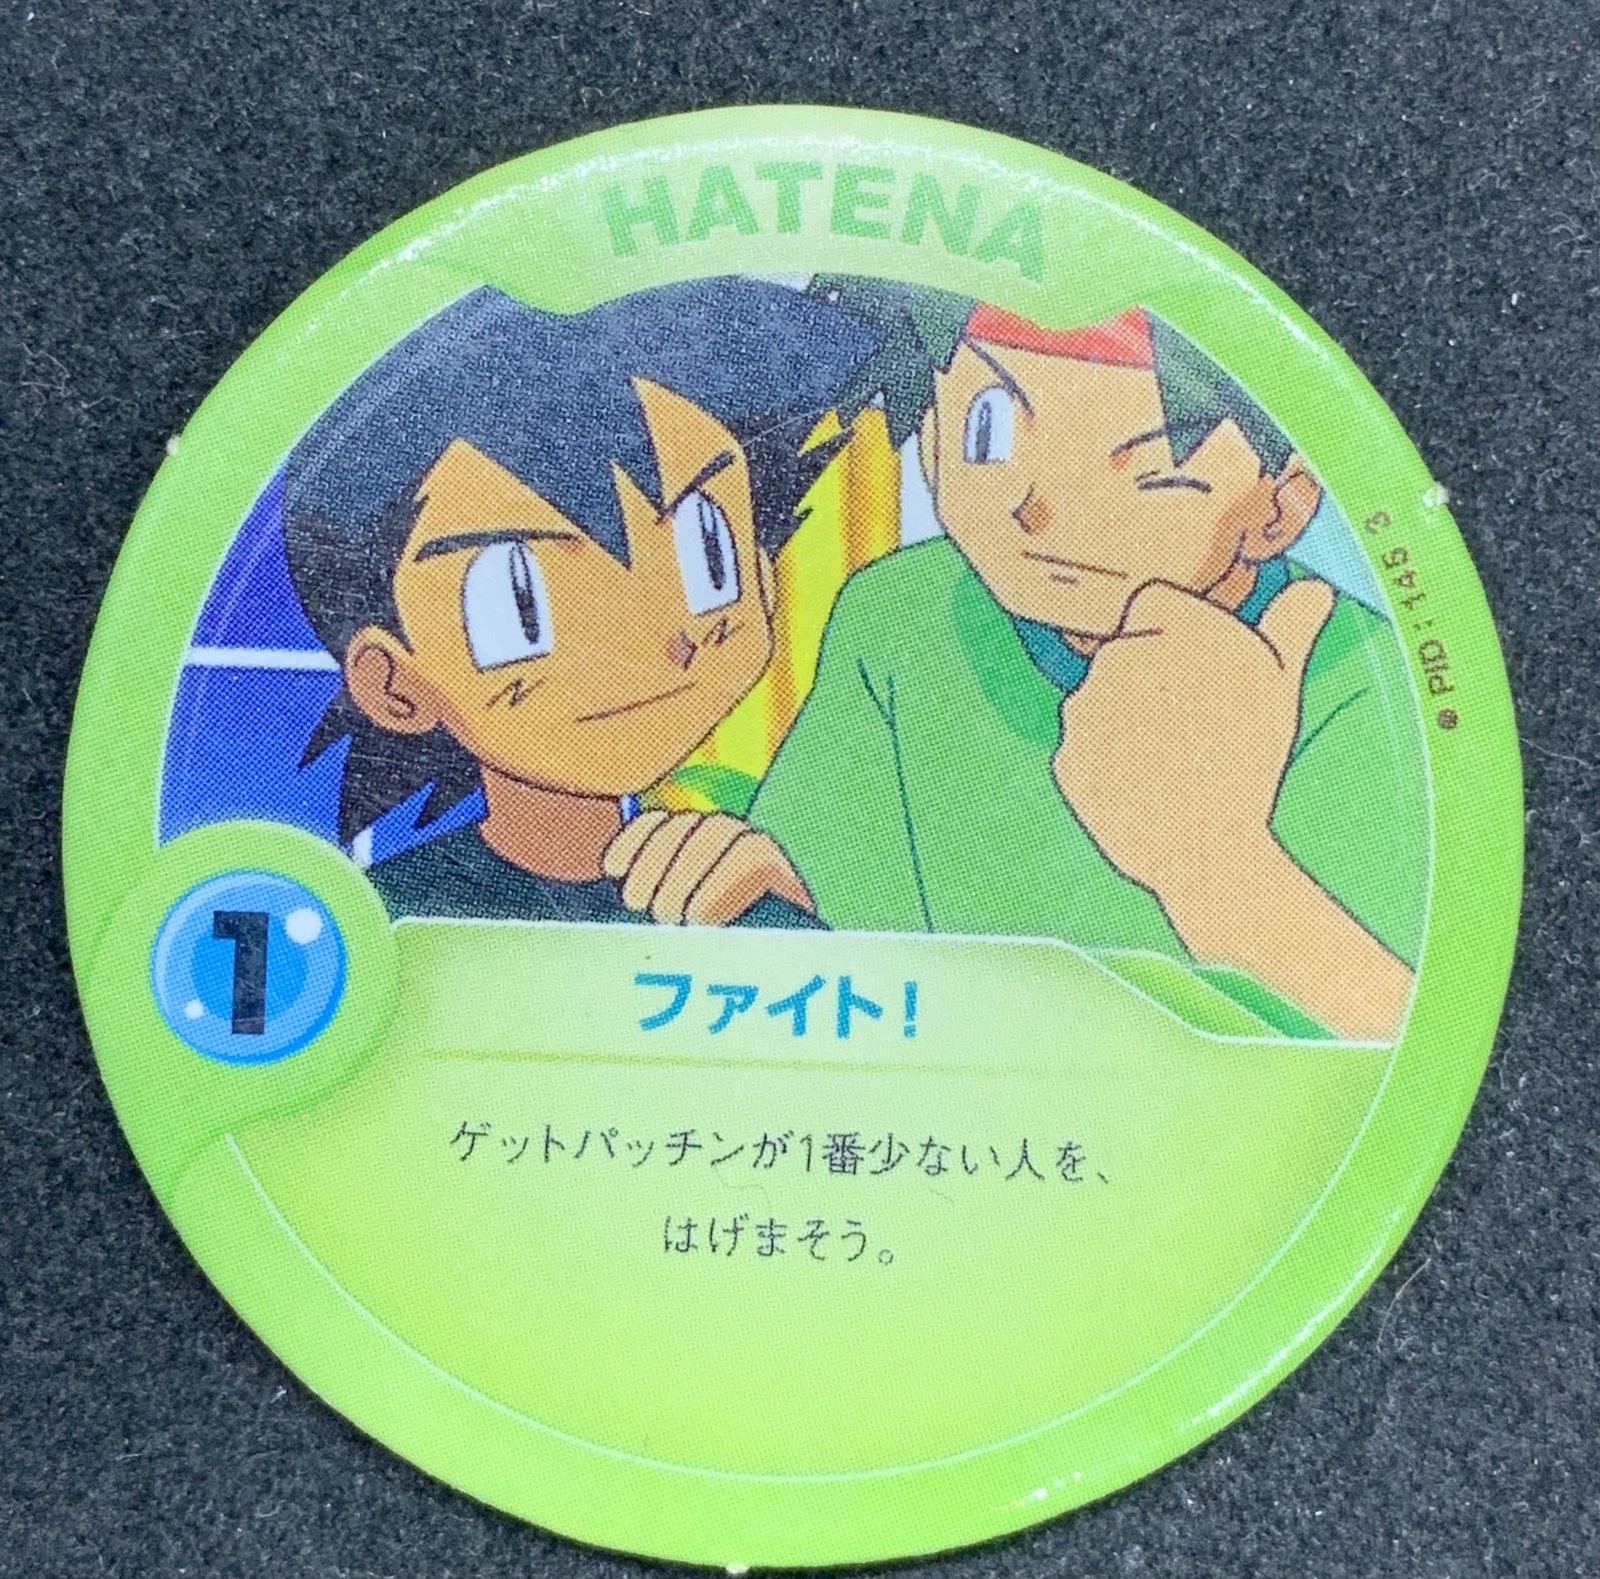 HATENA
● PID : 145 3
1
ファイト!
ゲットパッチンが1番少ない人を、
はげまそう。